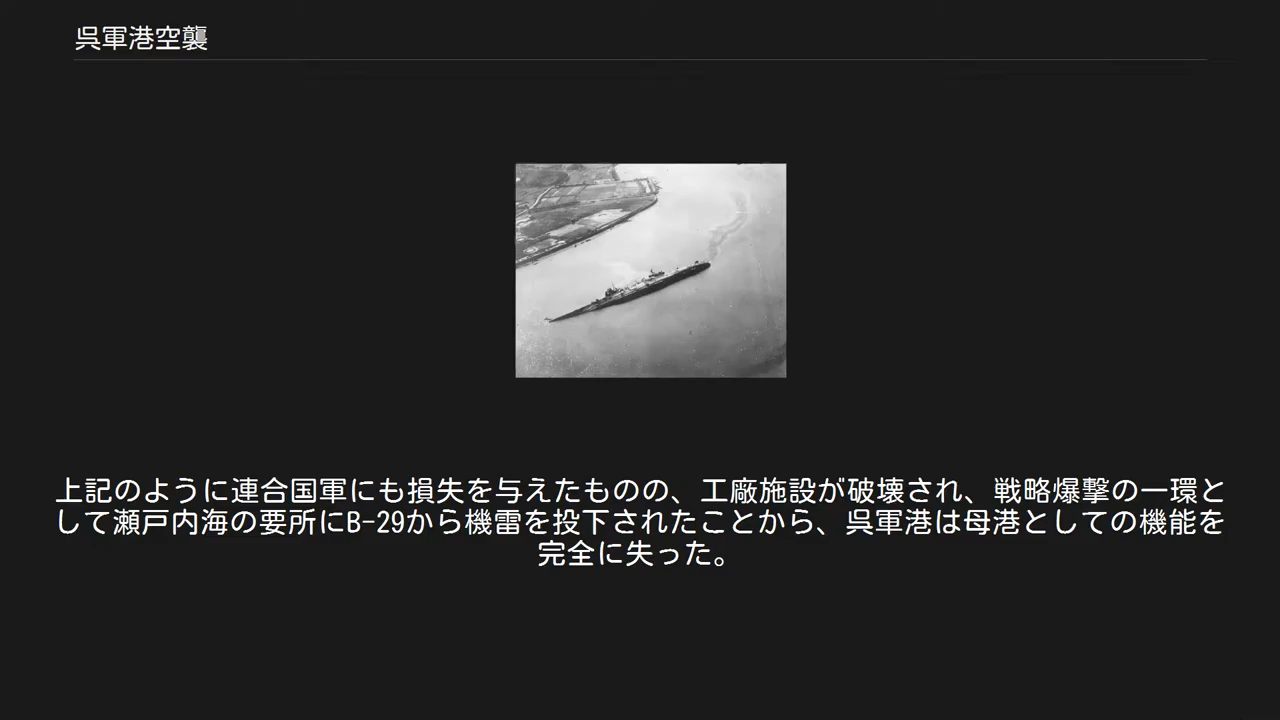 呉軍港空襲
上記のように連合国軍にも損失を与えたものの、工廠施設が破壊され、戦略爆撃の一環と
して瀬戸内海の要所にB-29から機雷を投下されたことから、呉軍港は母港としての機能を
完全に失った。